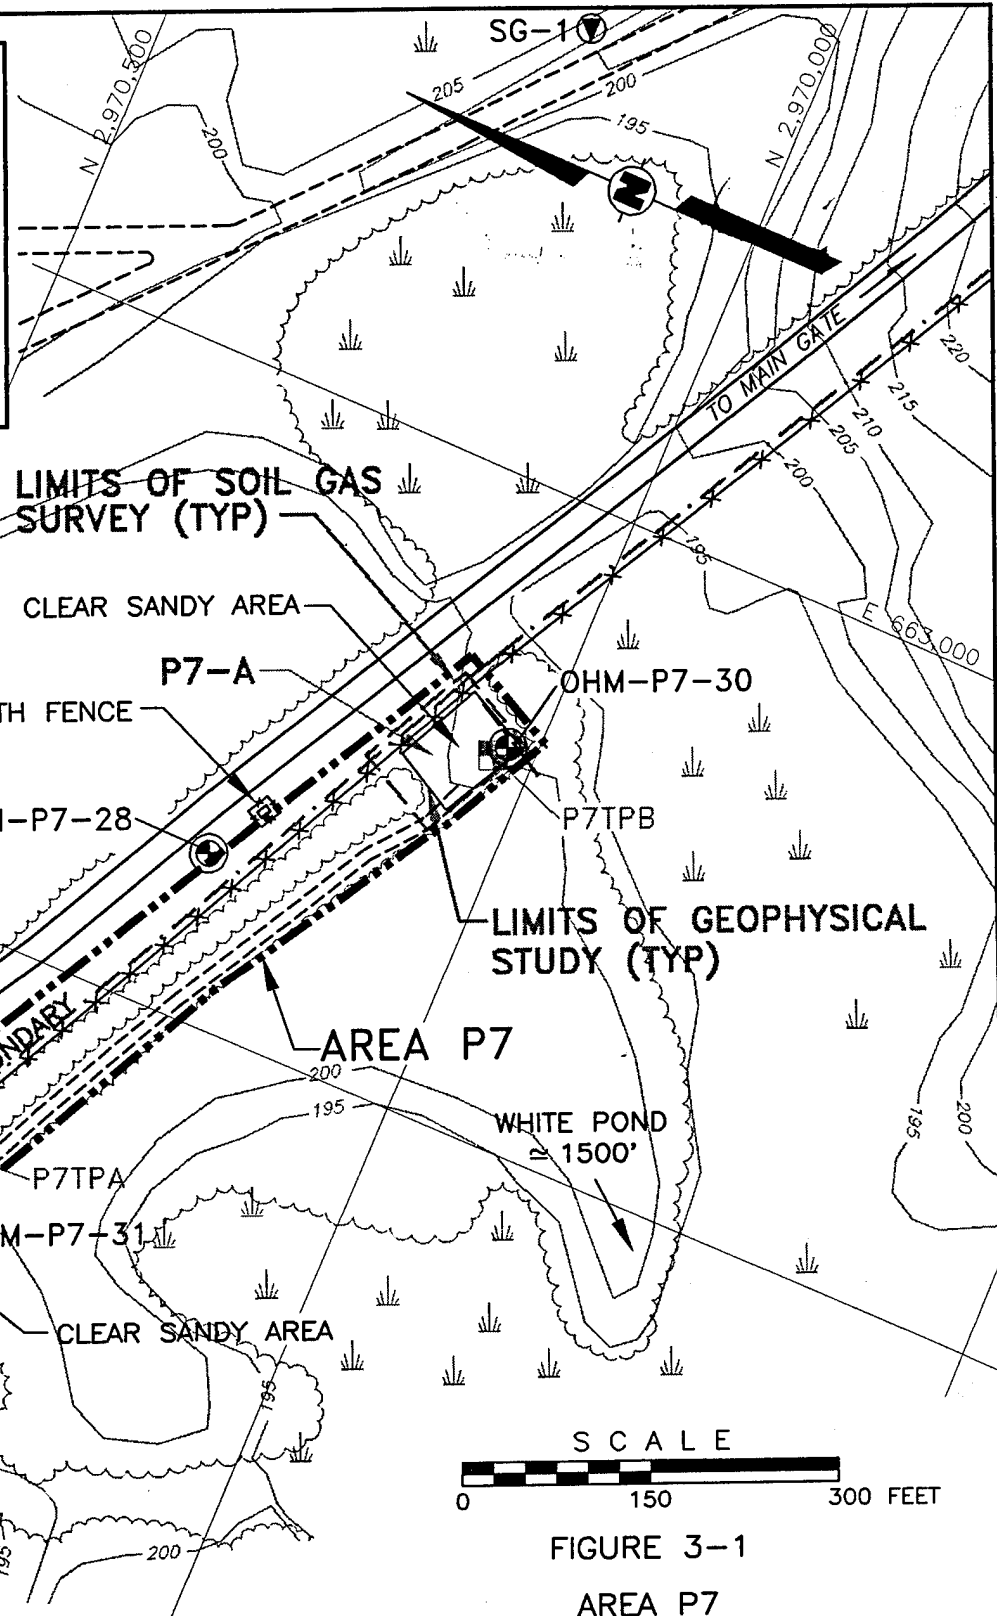 SG-1
N 2,970,500
N 2,970,000
205
200
200
195
N
TO MAIN GATE
220
215
210
205
200
195
LIMITS OF SOIL GAS
SURVEY (TYP)
CLEAR SANDY AREA
E 663,000
P7-A
OHM-P7-30
TH FENCE
-P7-28
P7TPB
LIMITS OF GEOPHYSICAL
STUDY (TYP)
NDARY
AREA P7
200
195
WHITE POND
≈ 1500'
195
200
P7TPA
M-P7-31
CLEAR SANDY AREA
195
195
200
SCALE
0 150 300 FEET
FIGURE 3-1
AREA P7